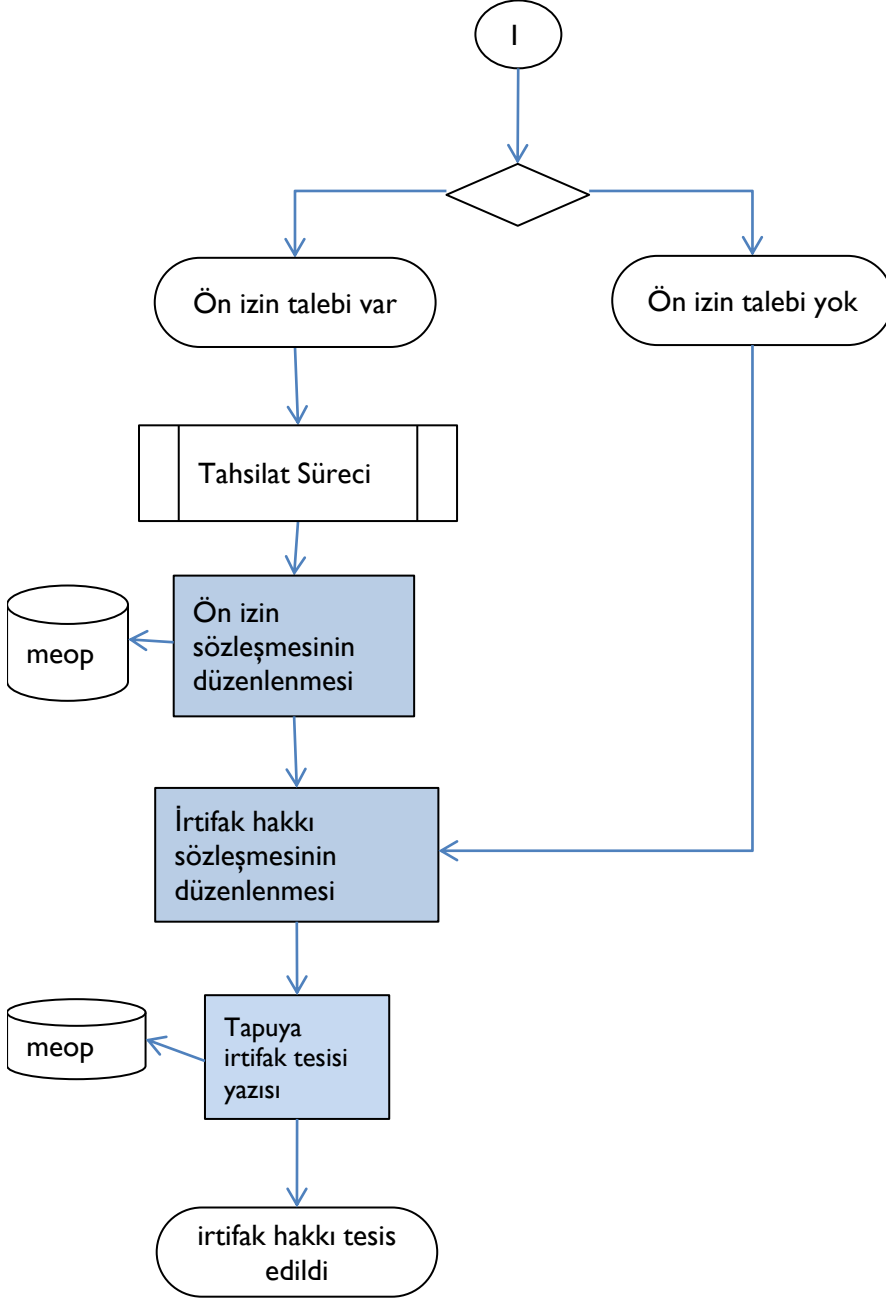 1
Ön izin talebi var
Ön izin talebi yok
Tahsilat Süreci
Ön izin
sözleşmesinin
düzenlenmesi
meop
İrtifak hakkı
sözleşmesinin
düzenlenmesi
Tapuya
irtifak tesisi
yazısı
meop
irtifak hakkı tesis
edildi